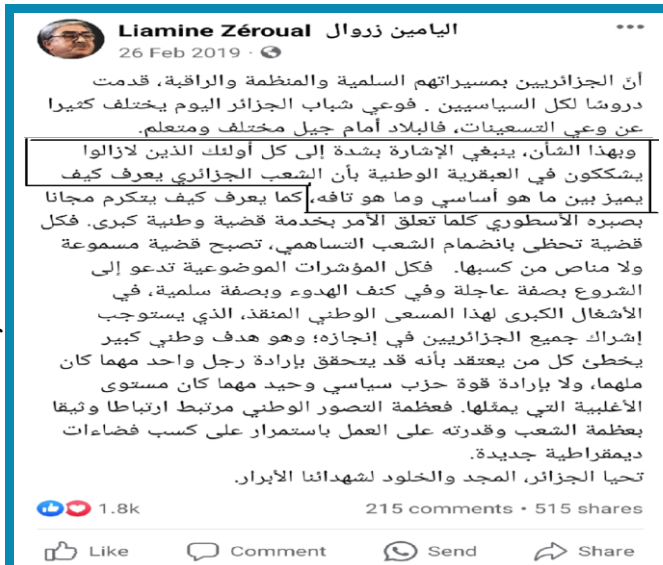 Liamine Zéroual اليامين زروال
26 Feb 2019
أنّ الجزائريين بمسيراتهم السلمية والمنظمة والراقبة، قدمت
دروسًا لكل السياسيين . فوعي شباب الجزائر اليوم يختلف كثيرا
عن وعي التسعينات، فالبلاد أمام جيل مختلف ومتعلم.
وبهذا الشأن، ينبغي الإشارة بشدة إلى كل أولئك الذين لازالوا
يشككون في العبقرية الوطنية بأن الشعب الجزائري يعرف كيف
يميز بين ما هو أساسي وما هو تافه، كما يعرف كيف يتكرم مجانا
بصبره الأسطوري كلما تعلق الأمر بخدمة قضية وطنية كبرى. فكل
قضية تحظى بانضمام الشعب التساهمي، تصبح قضية مسموعة
ولا مناص من كسبها. فكل المؤشرات الموضوعية تدعو إلى
الشروع بصفة عاجلة وفي كنف الهدوء وبصفة سلمية، في
الأشغال الكبرى لهذا المسعى الوطني المنقذ، الذي يستوجب
إشراك جميع الجزائريين في إنجازه؛ وهو هدف وطني كبير
يخطئ كل من يعتقد بأنه قد يتحقق بإرادة رجل واحد مهما كان
ملهما، ولا بإرادة قوة حزب سياسي وحيد مهما كان مستوى
الأغلبية التي يمثلها. فعظمة التصور الوطني مرتبط ارتباطا وثيقا
بعظمة الشعب وقدرته على العمل باستمرار على كسب فضاءات
ديمقراطية جديدة.
تحيا الجزائر، المجد والخلود لشهدائنا الأبرار.
1.8k 215 comments • 515 shares
Like Comment Send Share